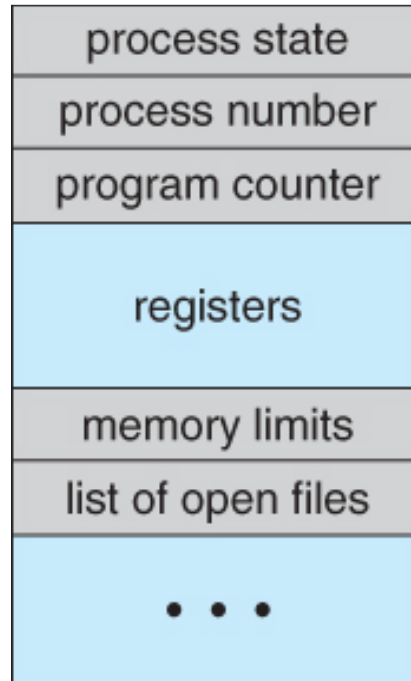 process state
process number
program counter
registers
memory limits
list of open files
• • •